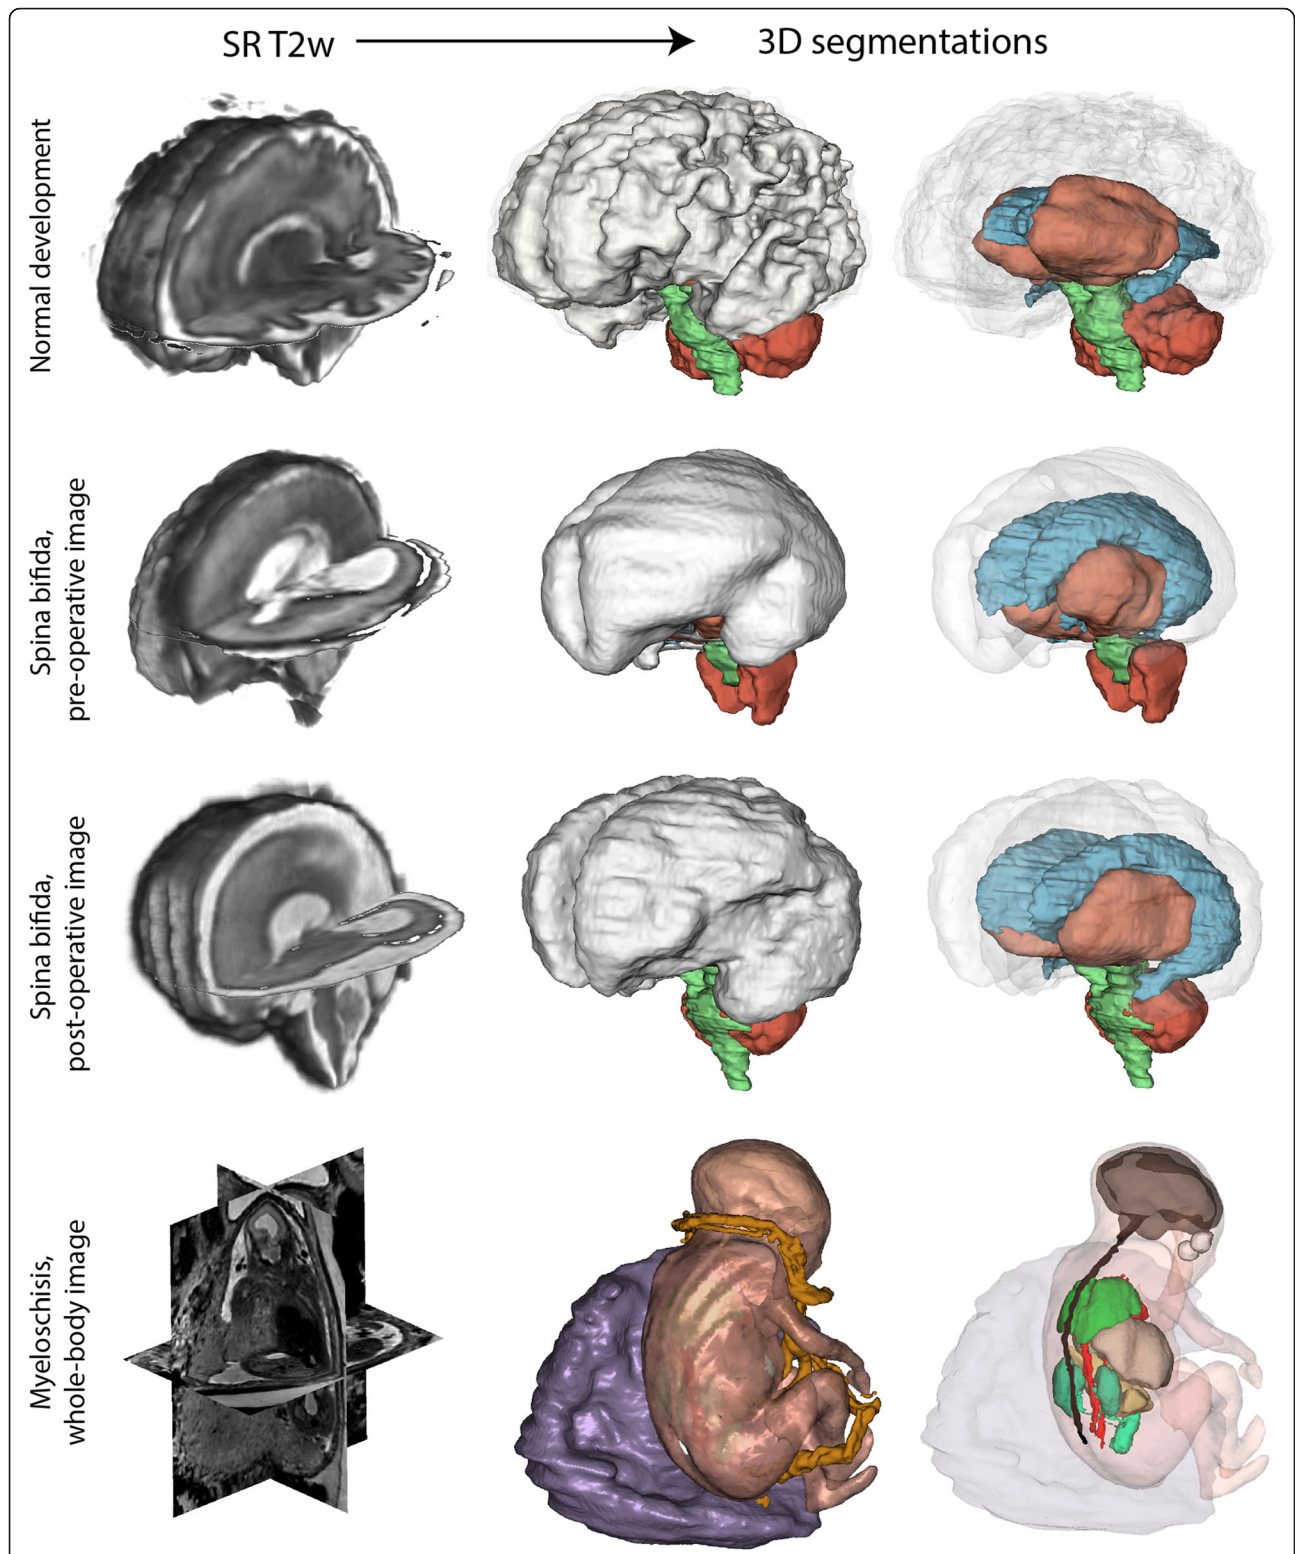 SR T2w
3D segmentations
Normal development
Spina bifida,
pre-operative image
Spina bifida,
post-operative image
Myeloschisis,
whole-body image